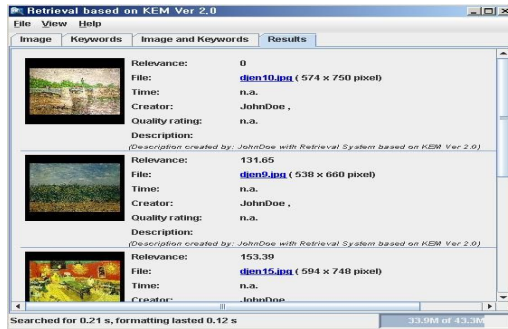 Retrieval based on KEM Ver 2.0
File View Help
Image Keywords Image and Keywords Results
Relevance: 0
File: djen10.jpg ( 574 x 750 pixel)
Time: n.a.
Creator: JohnDoe ,
Quality rating: n.a.
Description:
(Description created by: JohnDoe with Retrieval System based on KEM Ver 2.0)
Relevance: 131.65
File: djen9.jpg ( 538 x 660 pixel)
Time: n.a.
Creator: JohnDoe ,
Quality rating: n.a.
Description:
(Description created by: JohnDoe with Retrieval System based on KEM Ver 2.0)
Relevance: 153.39
File: djen15.jpg ( 594 x 748 pixel)
Time: n.a.
Creator: JohnDoe
Searched for 0.21 s, formatting lasted 0.12 s 33.9M of 43.3M